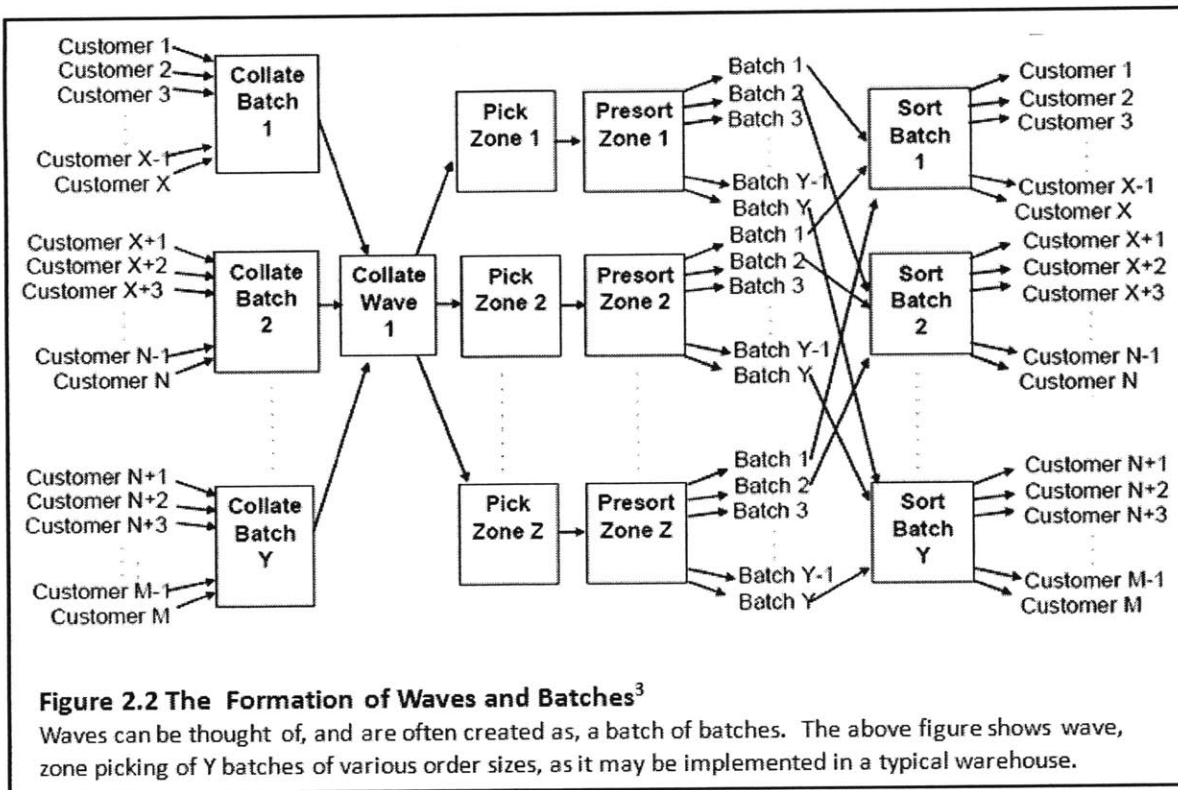 Customer 1
Customer 2
Customer 3
Customer X-1
Customer X
Collate
Batch
1
Customer X+1
Customer X+2
Customer X+3
Customer N-1
Customer N
Collate
Batch
2
Customer N+1
Customer N+2
Customer N+3
Customer M-1
Customer M
Collate
Batch
Y
Collate
Wave
1
Pick
Zone 1
Pick
Zone 2
Pick
Zone Z
Presort
Zone 1
Presort
Zone 2
Presort
Zone Z
Batch 1
Batch 2
Batch 3
Batch Y-1
Batch Y
Batch 1
Batch 2
Batch 3
Batch Y-1
Batch Y
Batch 1
Batch 2
Batch 3
Batch Y-1
Batch Y
Sort
Batch
1
Sort
Batch
2
Sort
Batch
Y
Customer 1
Customer 2
Customer 3
Customer X-1
Customer X
Customer X+1
Customer X+2
Customer X+3
Customer N-1
Customer N
Customer N+1
Customer N+2
Customer N+3
Customer M-1
Customer M
Figure 2.2 The Formation of Waves and Batches³
Waves can be thought of, and are often created as, a batch of batches. The above figure shows wave,
zone picking of Y batches of various order sizes, as it may be implemented in a typical warehouse.